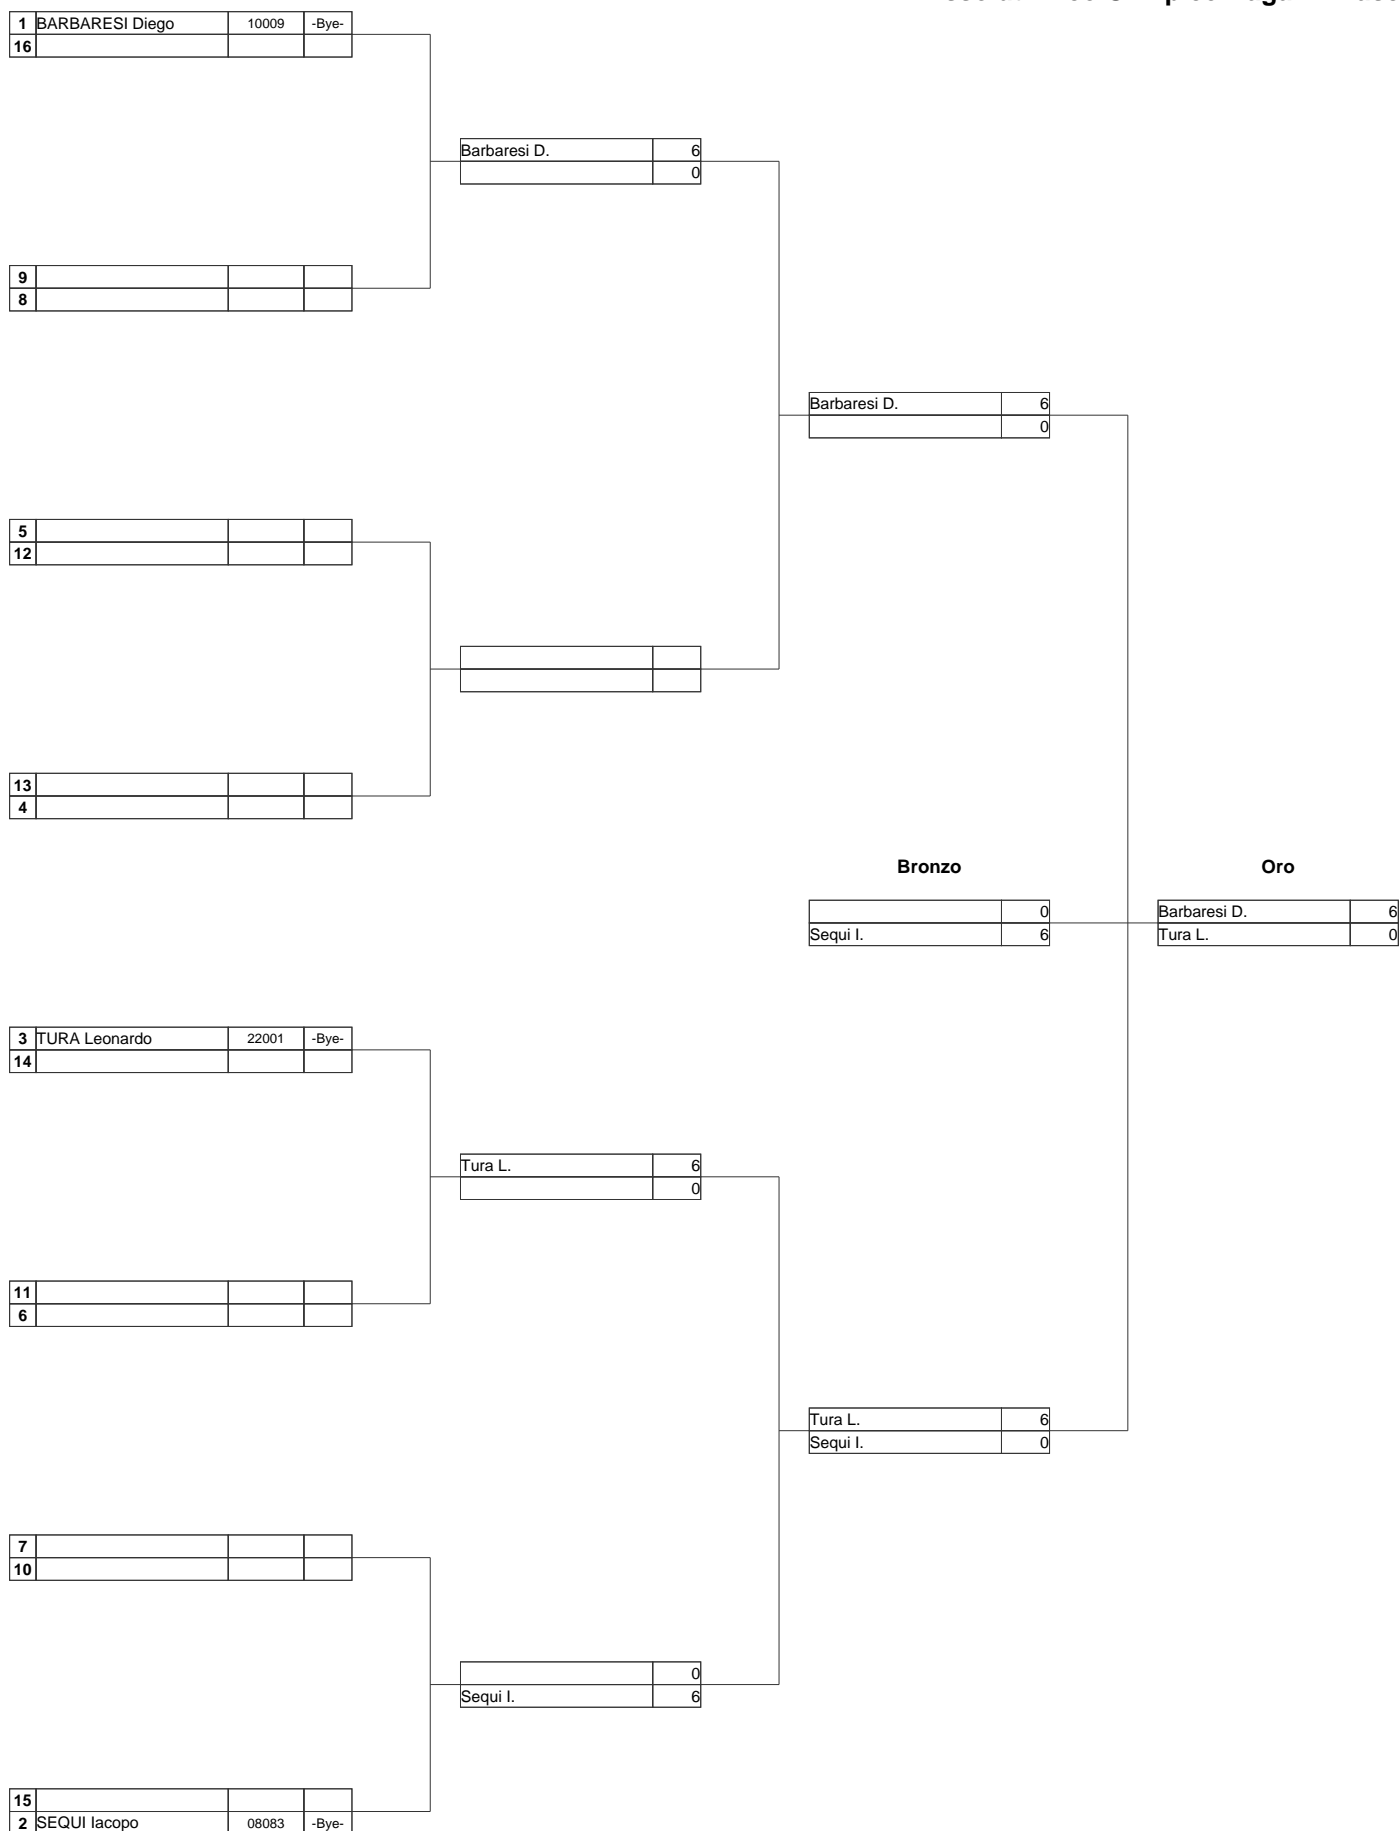 1 BARBARESI Diego 10009 -Bye-
16
Barbaresi D. 6
0
9
8
Barbaresi D. 6
0
5
12
13
4
Bronzo Oro
0 Barbaresi D. 6
Sequi I. 6 Tura L. 0
3 TURA Leonardo 22001 -Bye-
14
Tura L. 6
0
11
6
Tura L. 6
Sequi I. 0
7
10
0
Sequi I. 6
15
2 SEQUI Iacopo 08083 -Bye-